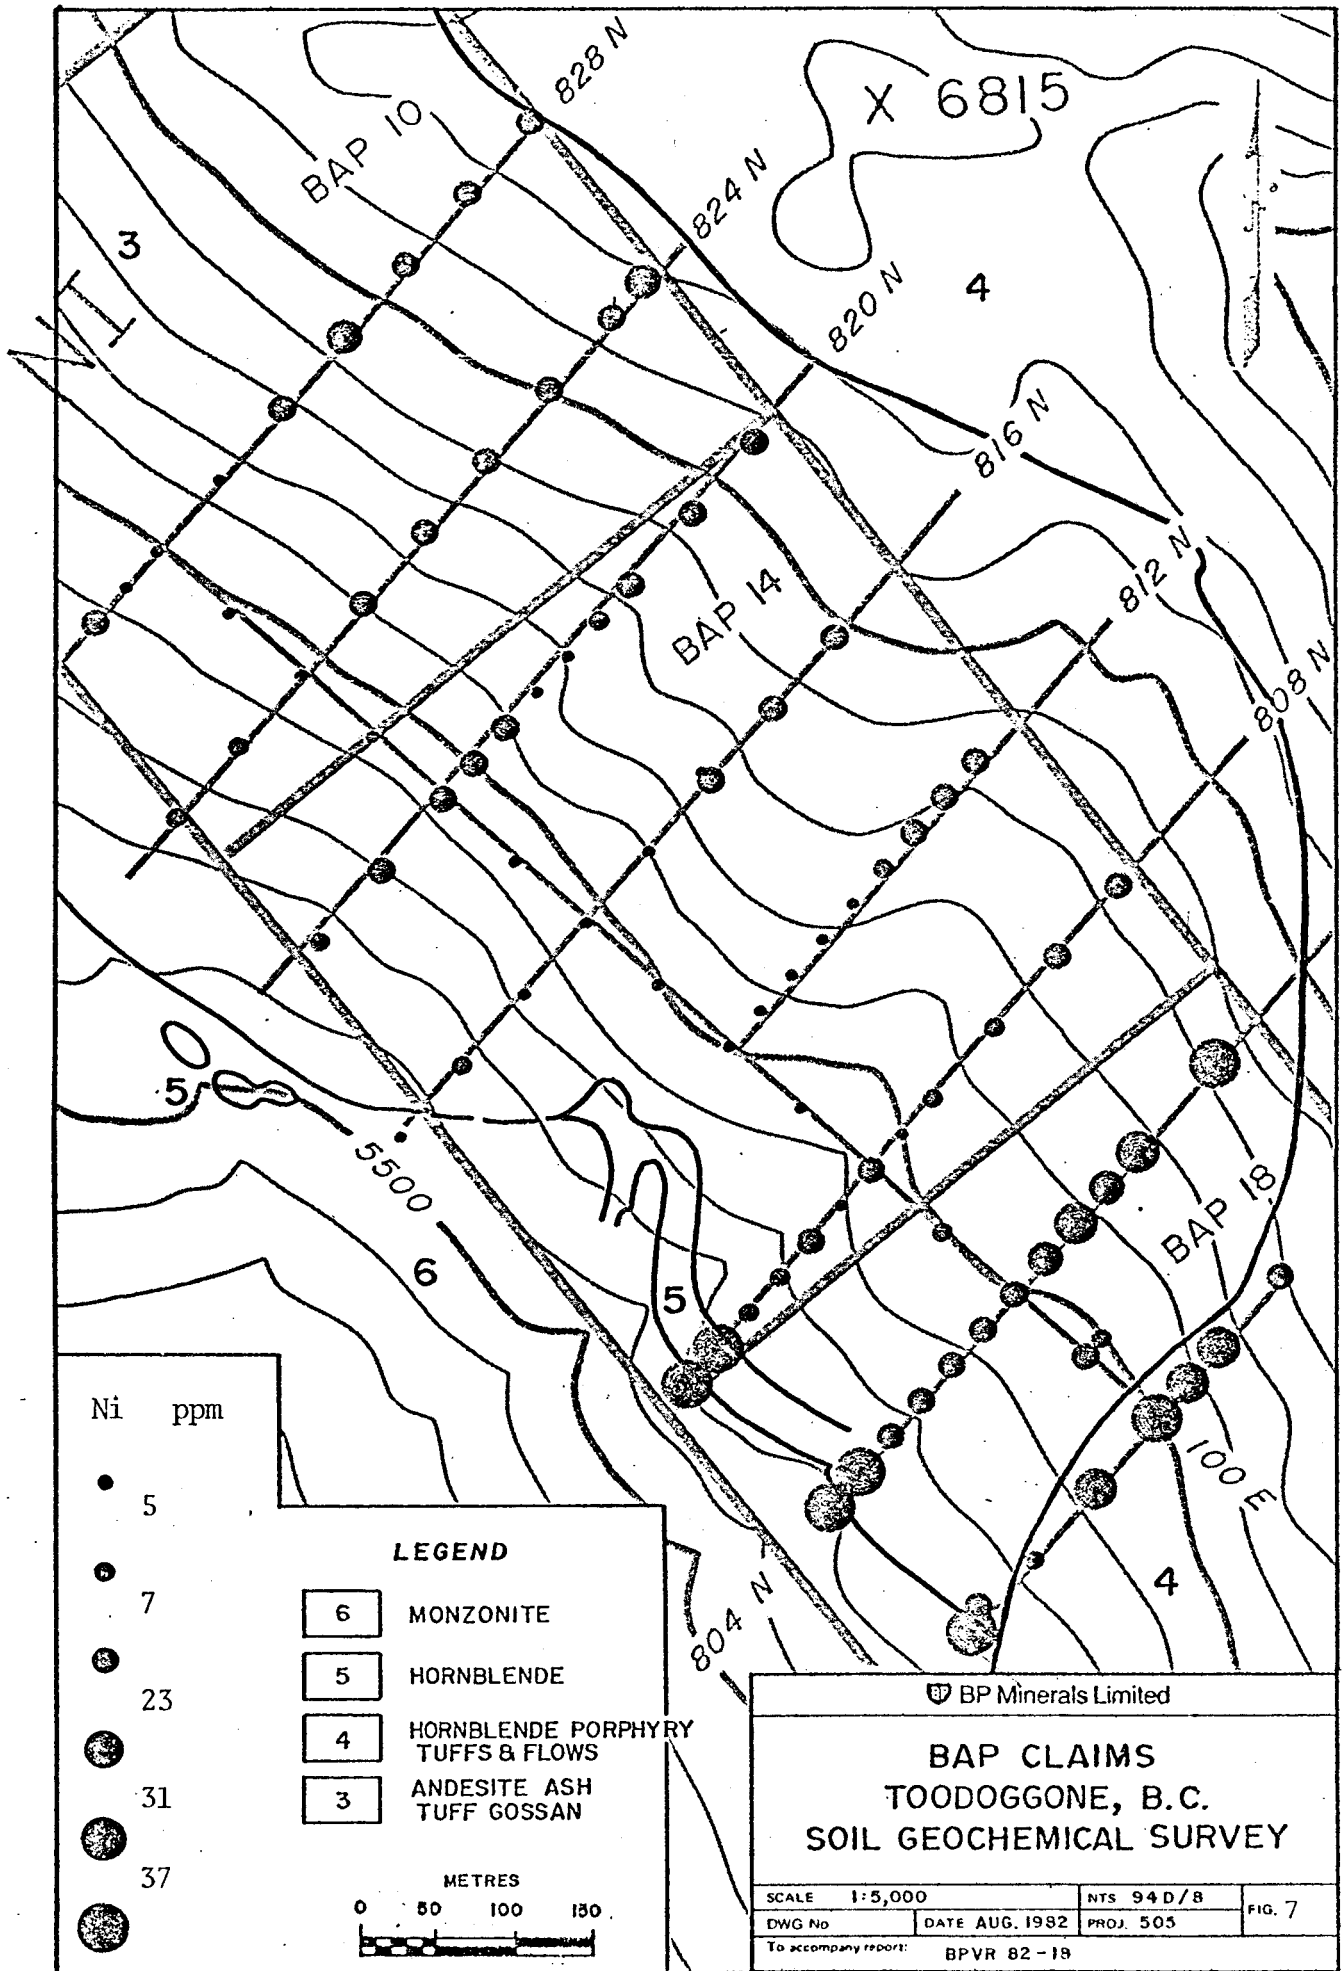 828 N
X 6815
BAP 10
824 N
3
820 N
4
816 N
BAP 14
812 N
808 N
5
5500
BAP 18
6
5
100 E
4
804 N
Ni ppm
5
7
23
31
37
LEGEND
6 MONZONITE
5 HORNBLENDE
4 HORNBLENDE PORPHYRY
TUFFS & FLOWS
3 ANDESITE ASH
TUFF GOSSAN
METRES
0 50 100 150
BP Minerals Limited
BAP CLAIMS
TOODOGGONE, B.C.
SOIL GEOCHEMICAL SURVEY
SCALE 1:5,000
NTS 94 D/8
FIG. 7
DWG No
DATE AUG. 1982
PROJ. 505
To accompany report: BPVR 82-19